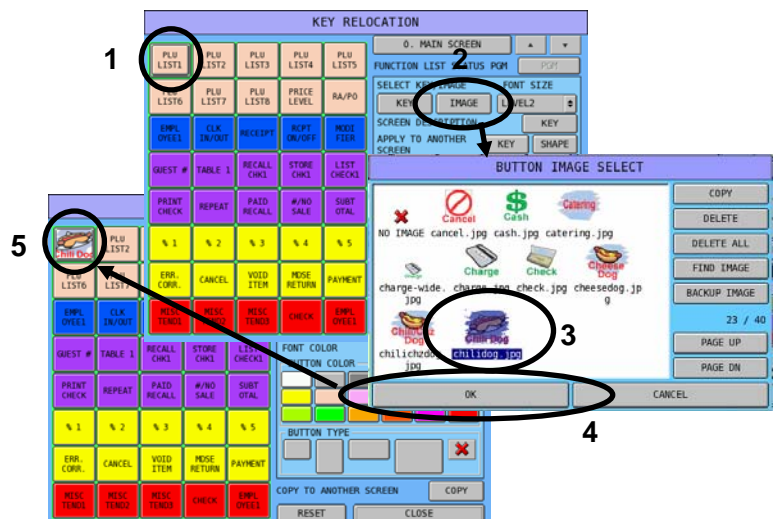 KEY RELOCATION
1
PLU LIST1
PLU LIST2
PLU LIST3
PLU LIST4
PLU LIST5
0. MAIN SCREEN
FUNCTION LIST STATUS PGM
PGM
2
SELECT KEY/IMAGE
FONT SIZE
PLU LIST6
PLU LIST7
PLU LIST8
PRICE LEVEL
RA/PO
KEY
IMAGE
LEVEL2
SCREEN DESCRIPTION
KEY
APPLY TO ANOTHER SCREEN
KEY
SHAPE
EMPL OYEE1
CLK IN/OUT
RECEIPT
RCPT ON/OFF
MODI FIER
GUEST #
TABLE 1
RECALL CHK1
STORE CHK1
LIST CHECK1
PRINT CHECK
REPEAT
PAID RECALL
#/NO SALE
SUBT OTAL
% 1
% 2
% 3
% 4
% 5
ERR. CORR.
CANCEL
VOID ITEM
MDSE RETURN
PAYMENT
MISC TEND1
MISC TEND2
MISC TEND3
CHECK
EMPL OYEE1
BUTTON IMAGE SELECT
Cancel
Cash
Catering
NO IMAGE
cancel.jpg
cash.jpg
catering.jpg
Charge
Check
Cheese Dog
charge-wide.jpg
charge.jpg
check.jpg
cheesedog.jpg
chilichzdog.jpg
Chili Dog
chilidog.jpg
3
COPY
DELETE
DELETE ALL
FIND IMAGE
BACKUP IMAGE
23 / 40
PAGE UP
PAGE DN
OK
CANCEL
4
5
Chili Dog
PLU LIST2
PLU LIST6
PLU LIST7
EMPL OYEE1
CLK IN/OUT
GUEST #
TABLE 1
RECALL CHK1
STORE CHK1
LIST CHECK1
PRINT CHECK
REPEAT
PAID RECALL
#/NO SALE
SUBT OTAL
% 1
% 2
% 3
% 4
% 5
ERR. CORR.
CANCEL
VOID ITEM
MDSE RETURN
PAYMENT
MISC TEND1
MISC TEND2
MISC TEND3
CHECK
EMPL OYEE1
FONT COLOR
BUTTON COLOR
BUTTON TYPE
COPY TO ANOTHER SCREEN
COPY
RESET
CLOSE